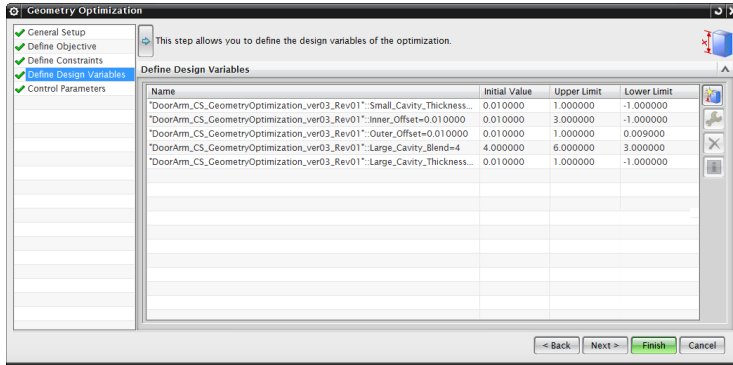 Geometry Optimization
General Setup
Define Objective
Define Constraints
Define Design Variables
Control Parameters
This step allows you to define the design variables of the optimization.
Define Design Variables
Name Initial Value Upper Limit Lower Limit
"DoorArm_CS_GeometryOptimization_ver03_Rev01"::Small_Cavity_Thickness... 0.010000 1.000000 -1.000000
"DoorArm_CS_GeometryOptimization_ver03_Rev01"::Inner_Offset=0.010000 0.010000 3.000000 -1.000000
"DoorArm_CS_GeometryOptimization_ver03_Rev01"::Outer_Offset=0.010000 0.010000 1.000000 0.009000
"DoorArm_CS_GeometryOptimization_ver03_Rev01"::Large_Cavity_Blend=4 4.000000 6.000000 3.000000
"DoorArm_CS_GeometryOptimization_ver03_Rev01"::Large_Cavity_Thickness... 0.010000 1.000000 -1.000000
< Back Next > Finish Cancel